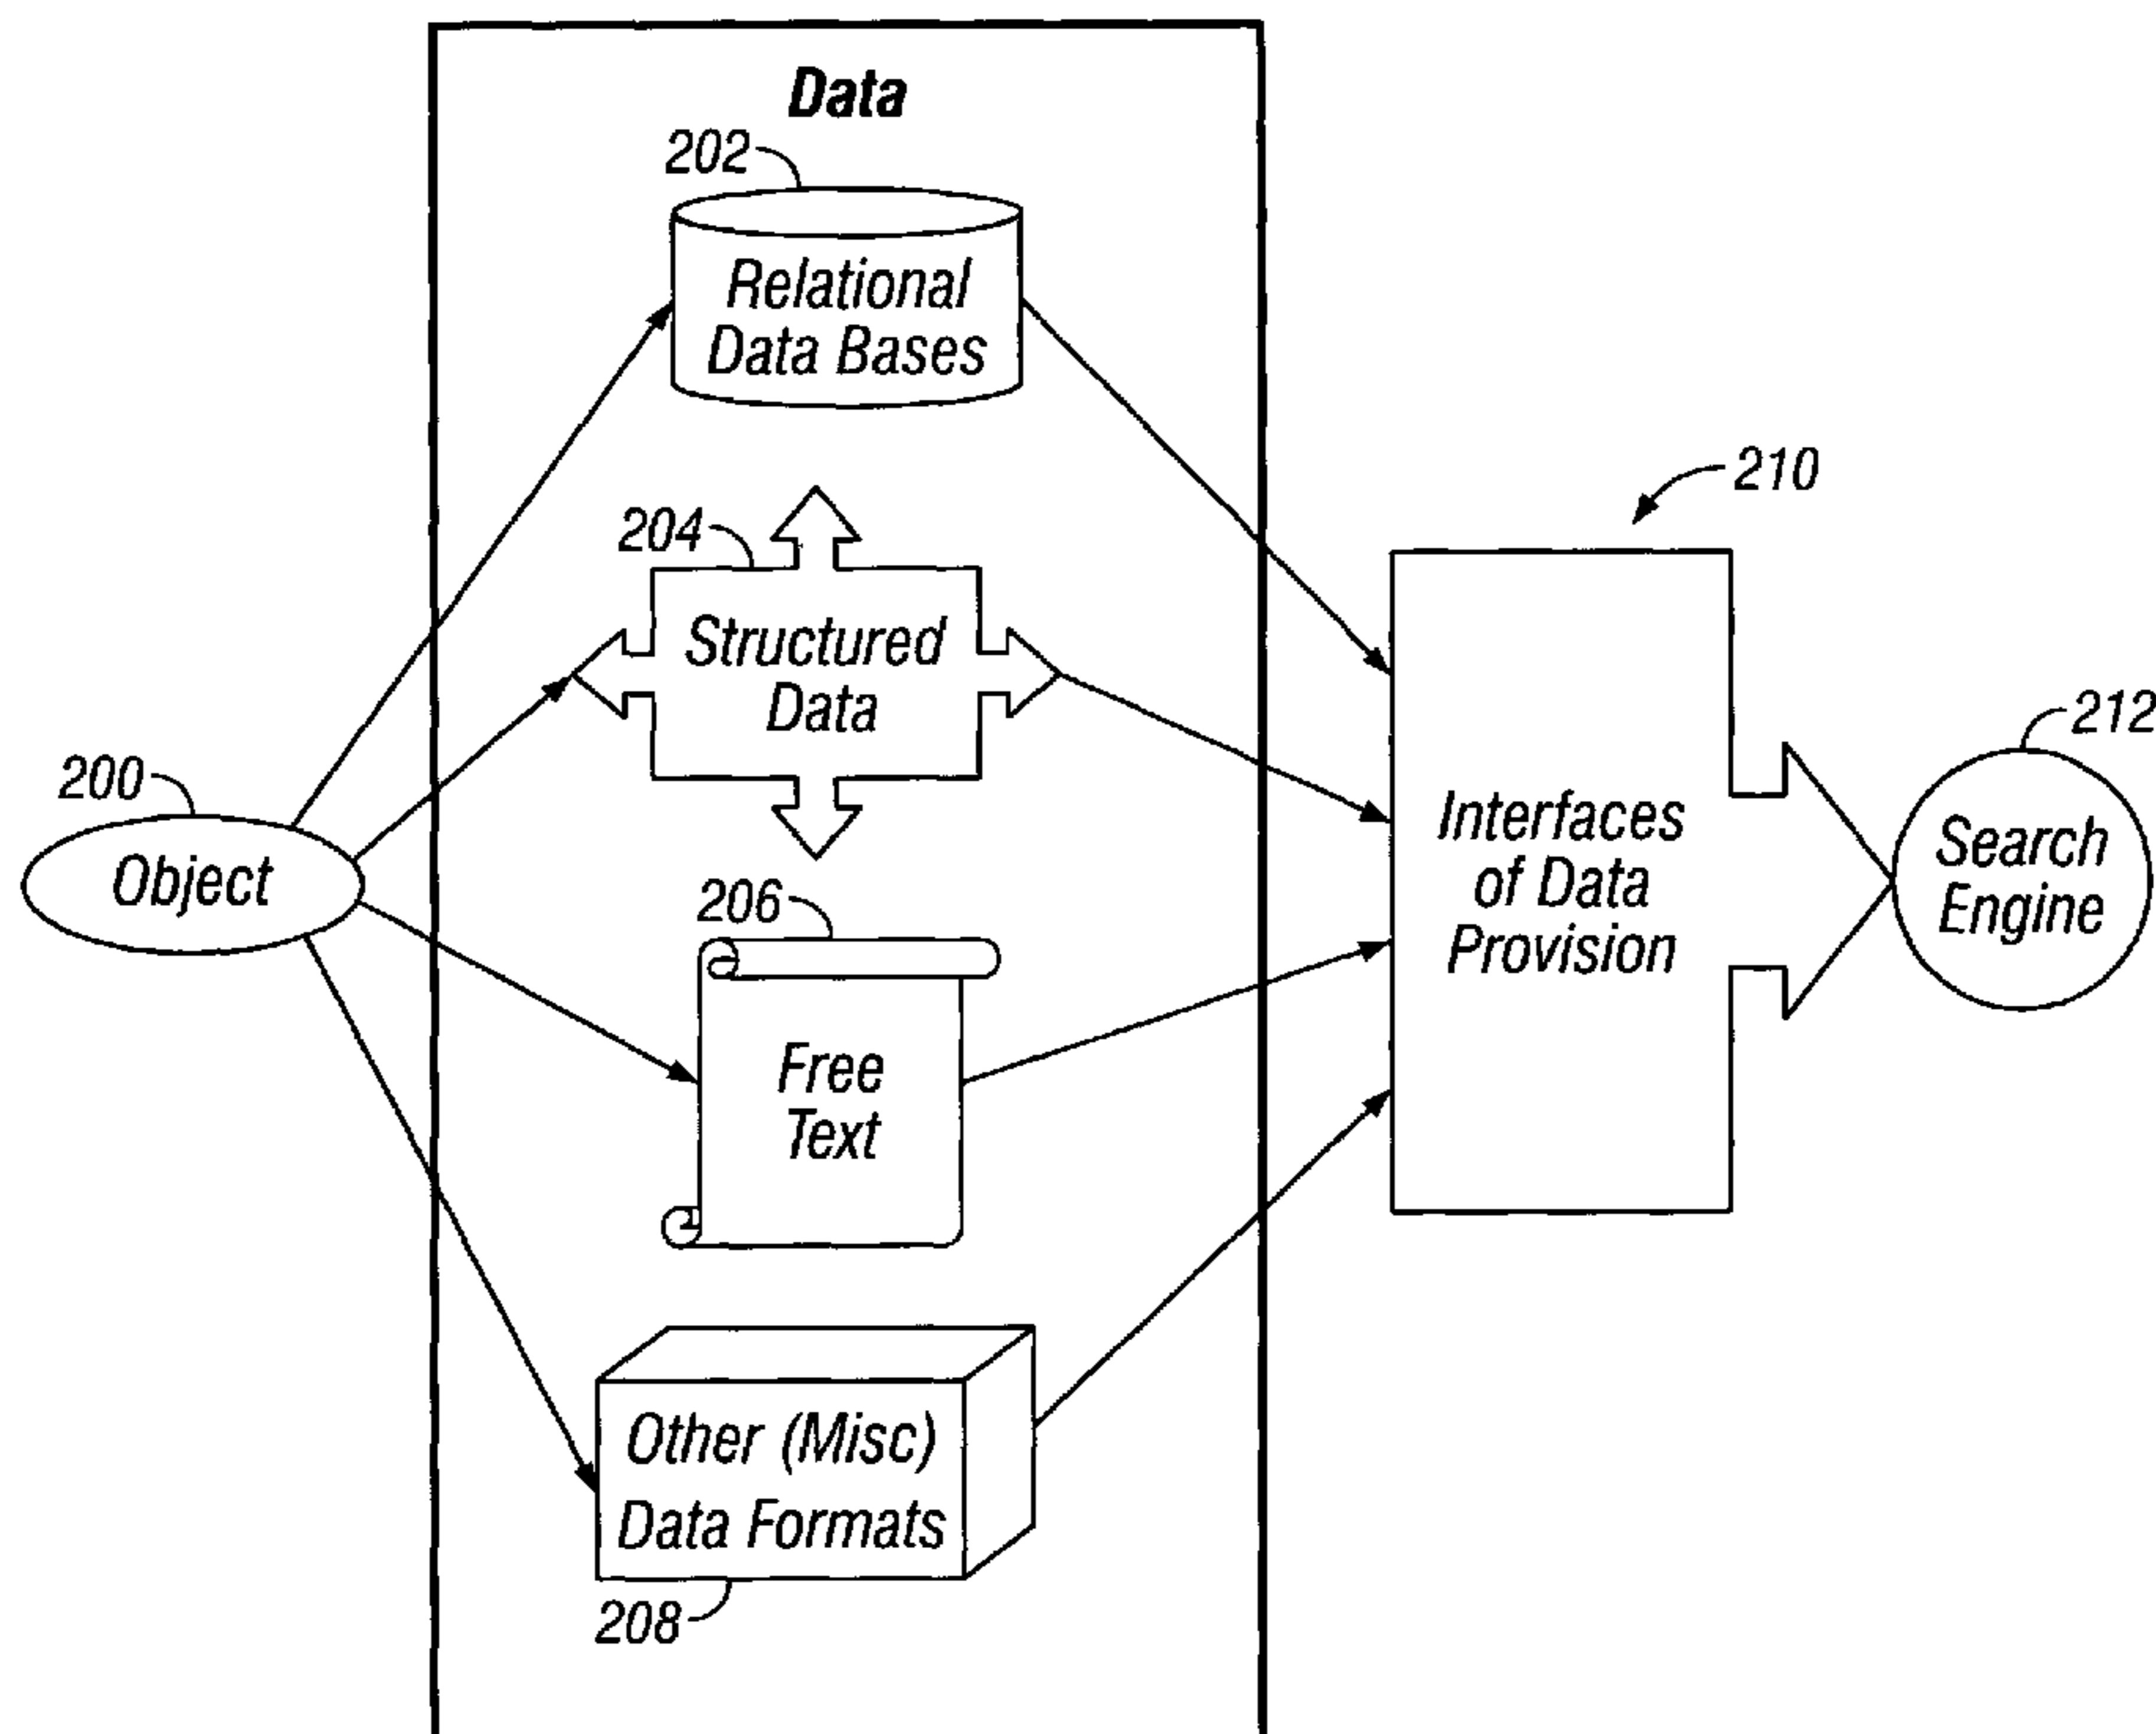 Data
202
Relational
Data Bases
210
204
Structured
Data
212
200
Object
Interfaces
of Data
Provision
Search
Engine
206
Free
Text
Other (Misc)
Data Formats
208